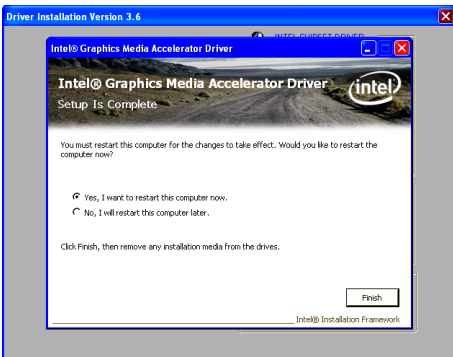 Driver Installation Version 3.6
INTEL CHIPSET DRIVER
Intel® Graphics Media Accelerator Driver
Intel® Graphics Media Accelerator Driver
intel
Setup Is Complete
You must restart this computer for the changes to take effect. Would you like to restart the
computer now?
Yes, I want to restart this computer now.
No, I will restart this computer later.
Click Finish, then remove any installation media from the drives.
Finish
Intel® Installation Framework